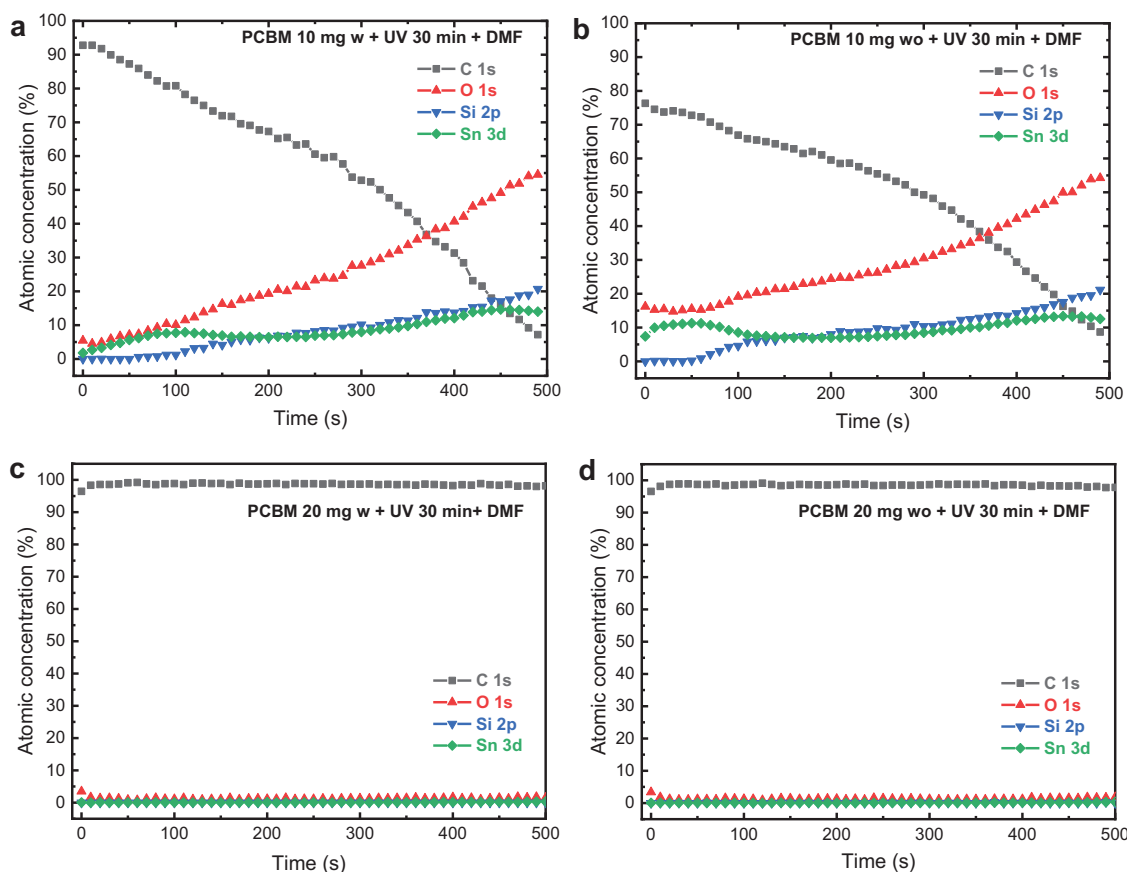 a
PCBM 10 mg w + UV 30 min + DMF
C 1s
O 1s
Si 2p
Sn 3d
Atomic concentration (%)
100
90
80
70
60
50
40
30
20
10
0
0 100 200 300 400 500
Time (s)
b
PCBM 10 mg wo + UV 30 min + DMF
C 1s
O 1s
Si 2p
Sn 3d
Atomic concentration (%)
100
90
80
70
60
50
40
30
20
10
0
0 100 200 300 400 500
Time (s)
c
PCBM 20 mg w + UV 30 min+ DMF
C 1s
O 1s
Si 2p
Sn 3d
Atomic concentration (%)
100
90
80
70
60
50
40
30
20
10
0
0 100 200 300 400 500
Time (s)
d
PCBM 20 mg wo + UV 30 min + DMF
C 1s
O 1s
Si 2p
Sn 3d
Atomic concentration (%)
100
90
80
70
60
50
40
30
20
10
0
0 100 200 300 400 500
Time (s)